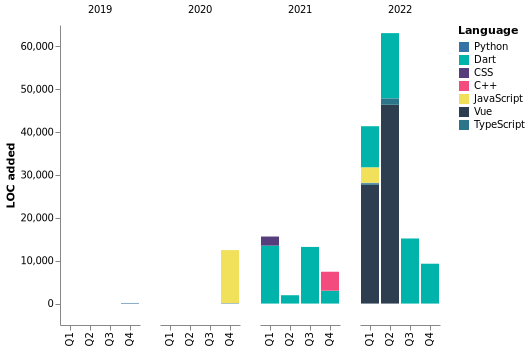 2019 2020 2021 2022
Language
Python
Dart
CSS
C++
JavaScript
Vue
TypeScript
LOC added
60,000
50,000
40,000
30,000
20,000
10,000
0
Q1 Q2 Q3 Q4 Q1 Q2 Q3 Q4 Q1 Q2 Q3 Q4 Q1 Q2 Q3 Q4